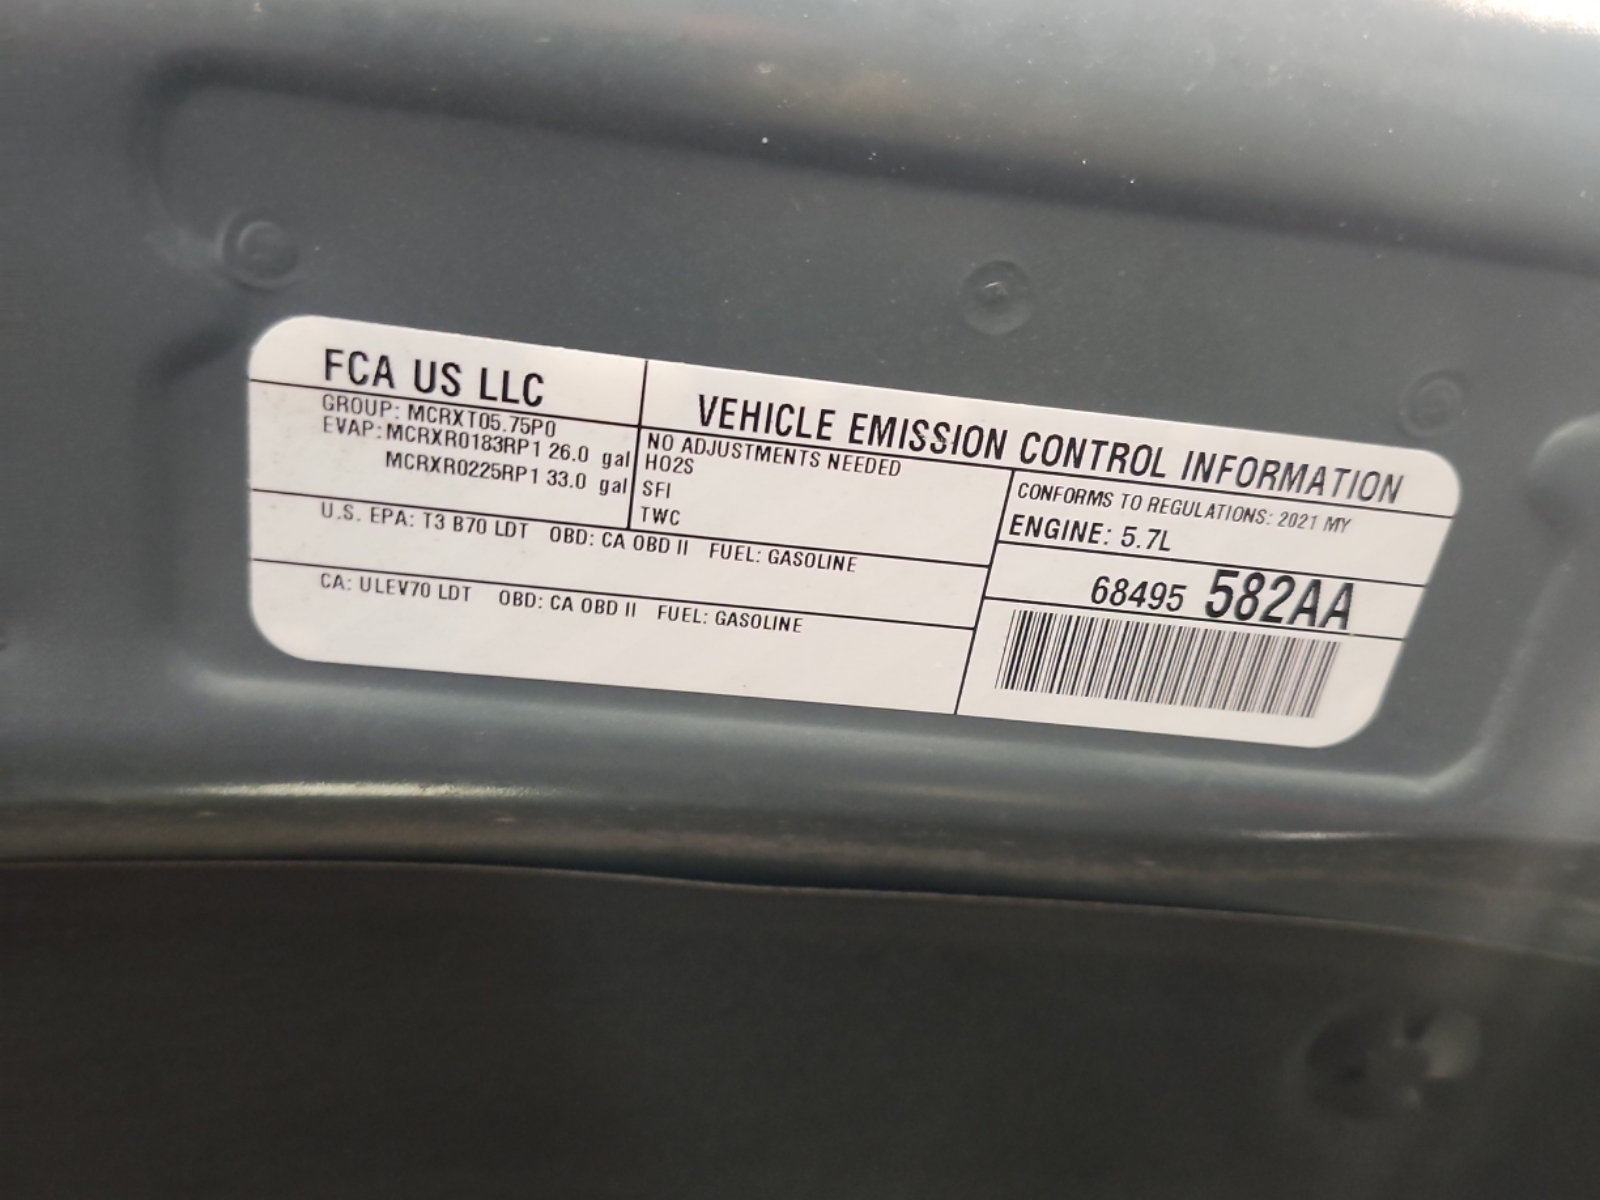 FCA US LLC
GROUP: MCRXT05.75P0
EVAP: MCRXR0183RP1 26.0 gal
MCRXR0225RP1 33.0 gal
VEHICLE EMISSION CONTROL INFORMATION
NO ADJUSTMENTS NEEDED
HO2S
SFI
TWC
CONFORMS TO REGULATIONS: 2021 MY
ENGINE: 5.7L
U.S. EPA: T3 B70 LDT OBD: CA OBD II FUEL: GASOLINE
CA: ULEV70 LDT OBD: CA OBD II FUEL: GASOLINE
68495 582AA